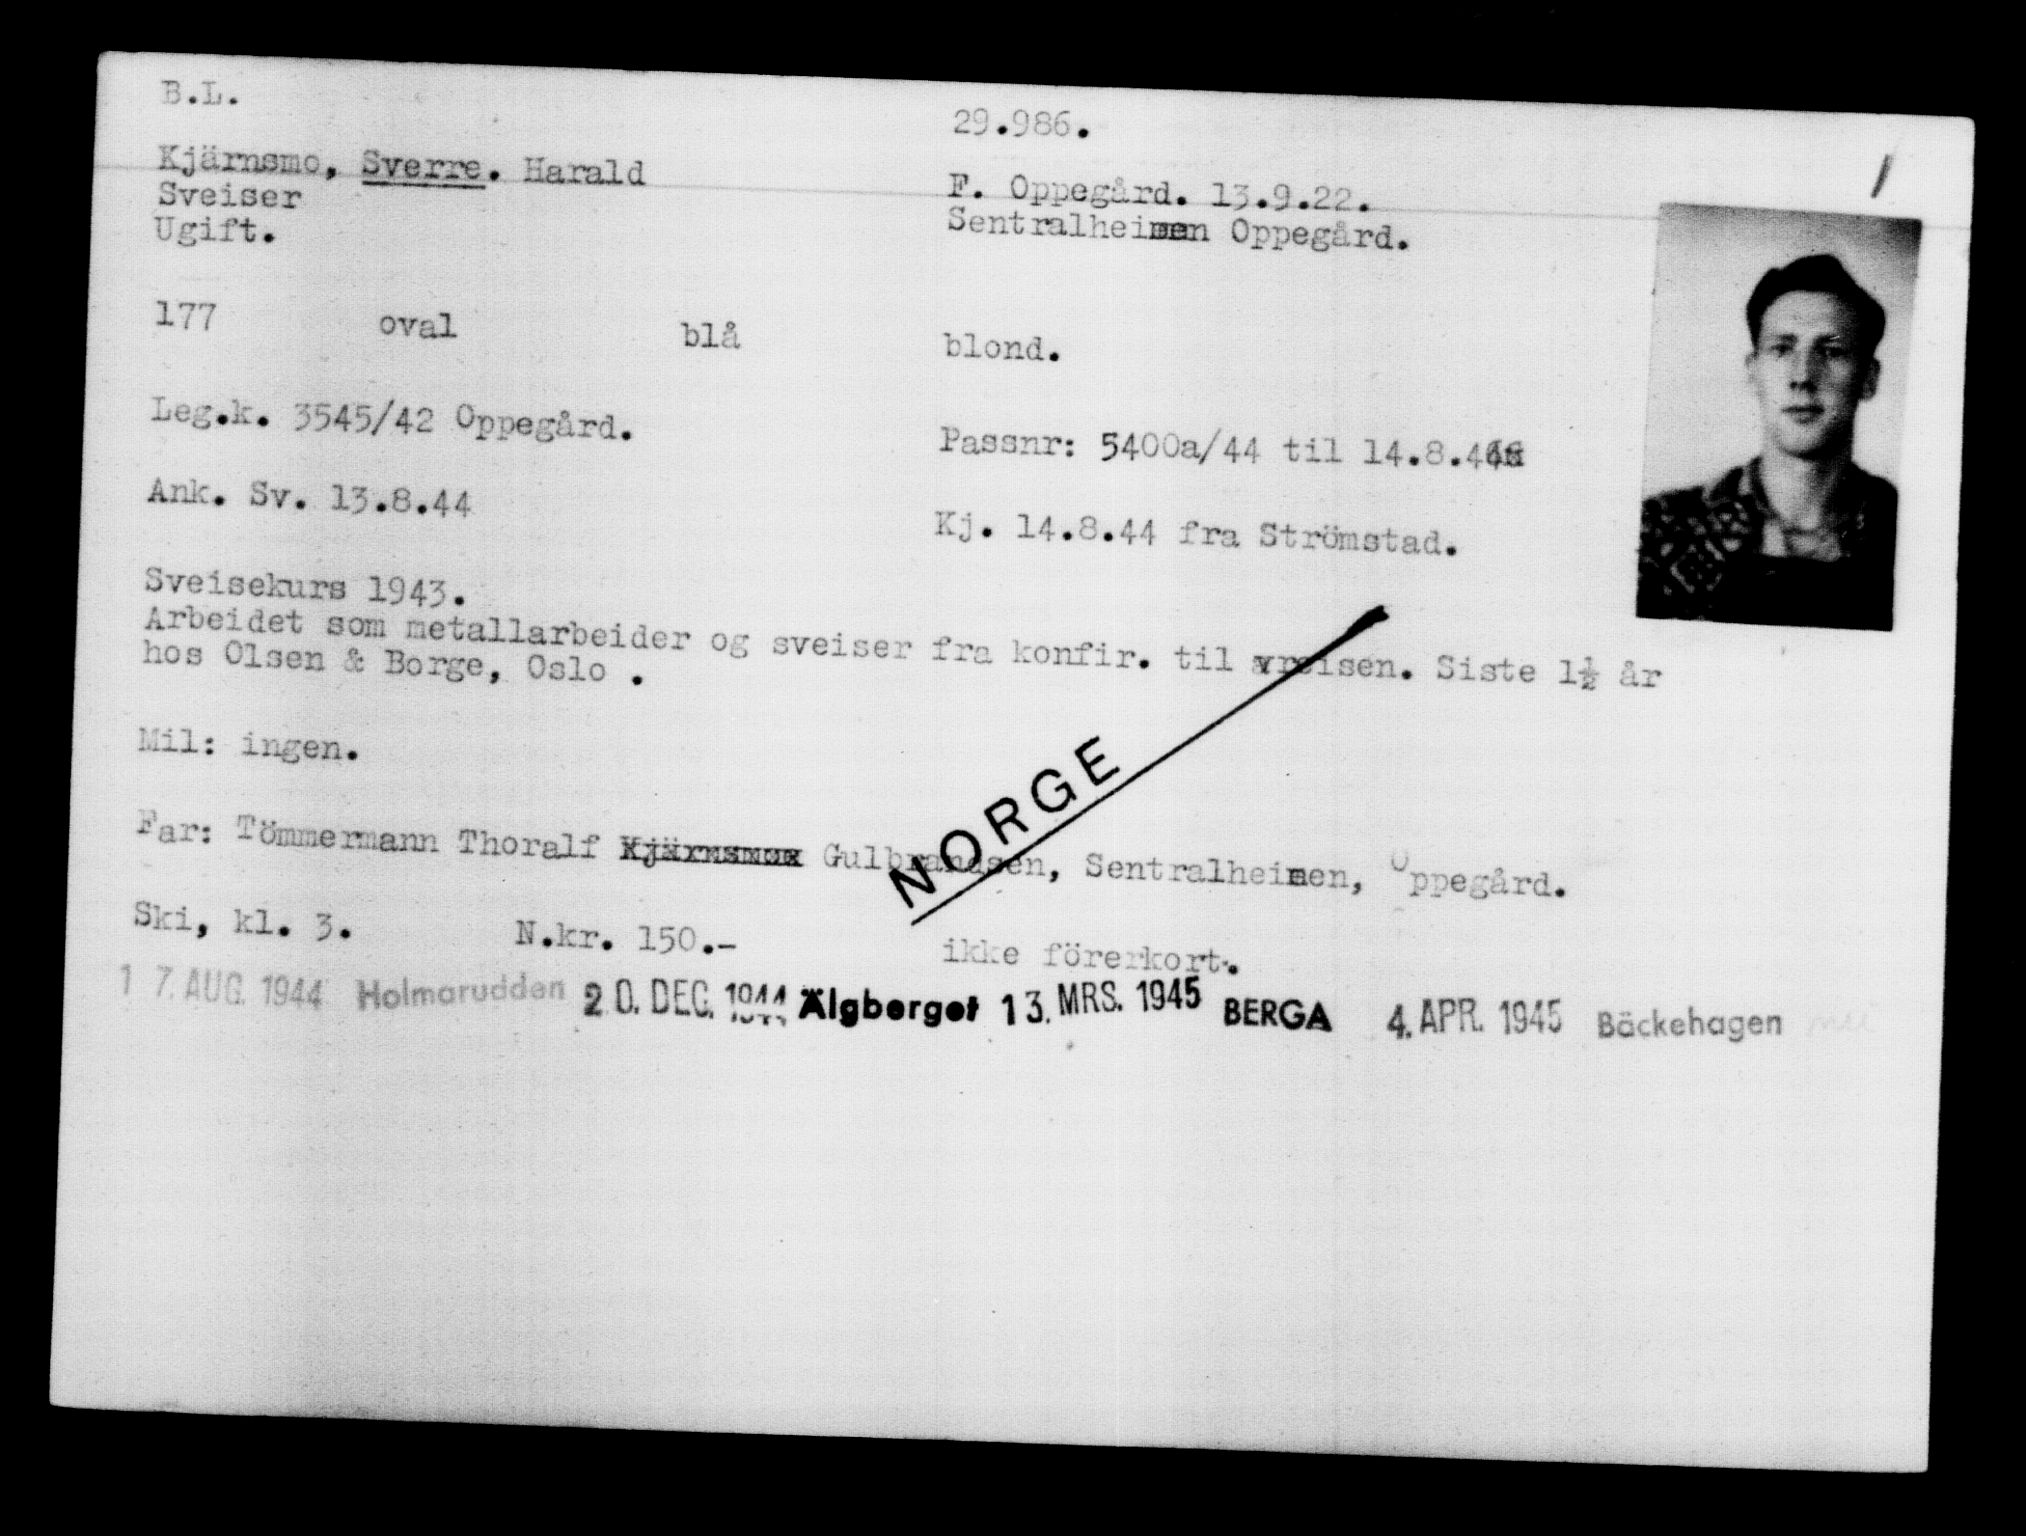 B.L.
29.986.
Kjärnsmo, Sverre. Harald
F. Oppegård. 13.9.22.
Sveiser
Sentralheimen Oppegård.
Ugift.
177 oval blå blond.
Leg.k. 3545/42 Oppegård.
Passnr: 5400a/44 til 14.8.46
Ank. Sv. 13.8.44
Kj. 14.8.44 fra Strömstad.
Sveisekurs 1943.
Arbeidet som metallarbeider og sveiser fra konfir. til avreisen. Siste 1½ år
hos Olsen & Borge, Oslo .
NORGE
Mil: ingen.
Far: Tömmermann Thoralf Kjärnsmo Gulbrandsen, Sentralheimen, Oppegård.
Ski, kl. 3. N.kr. 150.- ikke förerkort.
17. AUG. 1944 Holmsrudden 20. DEC. 1944 Älgberget 13. MRS. 1945 BERGA 4. APR. 1945 Bäckehagen